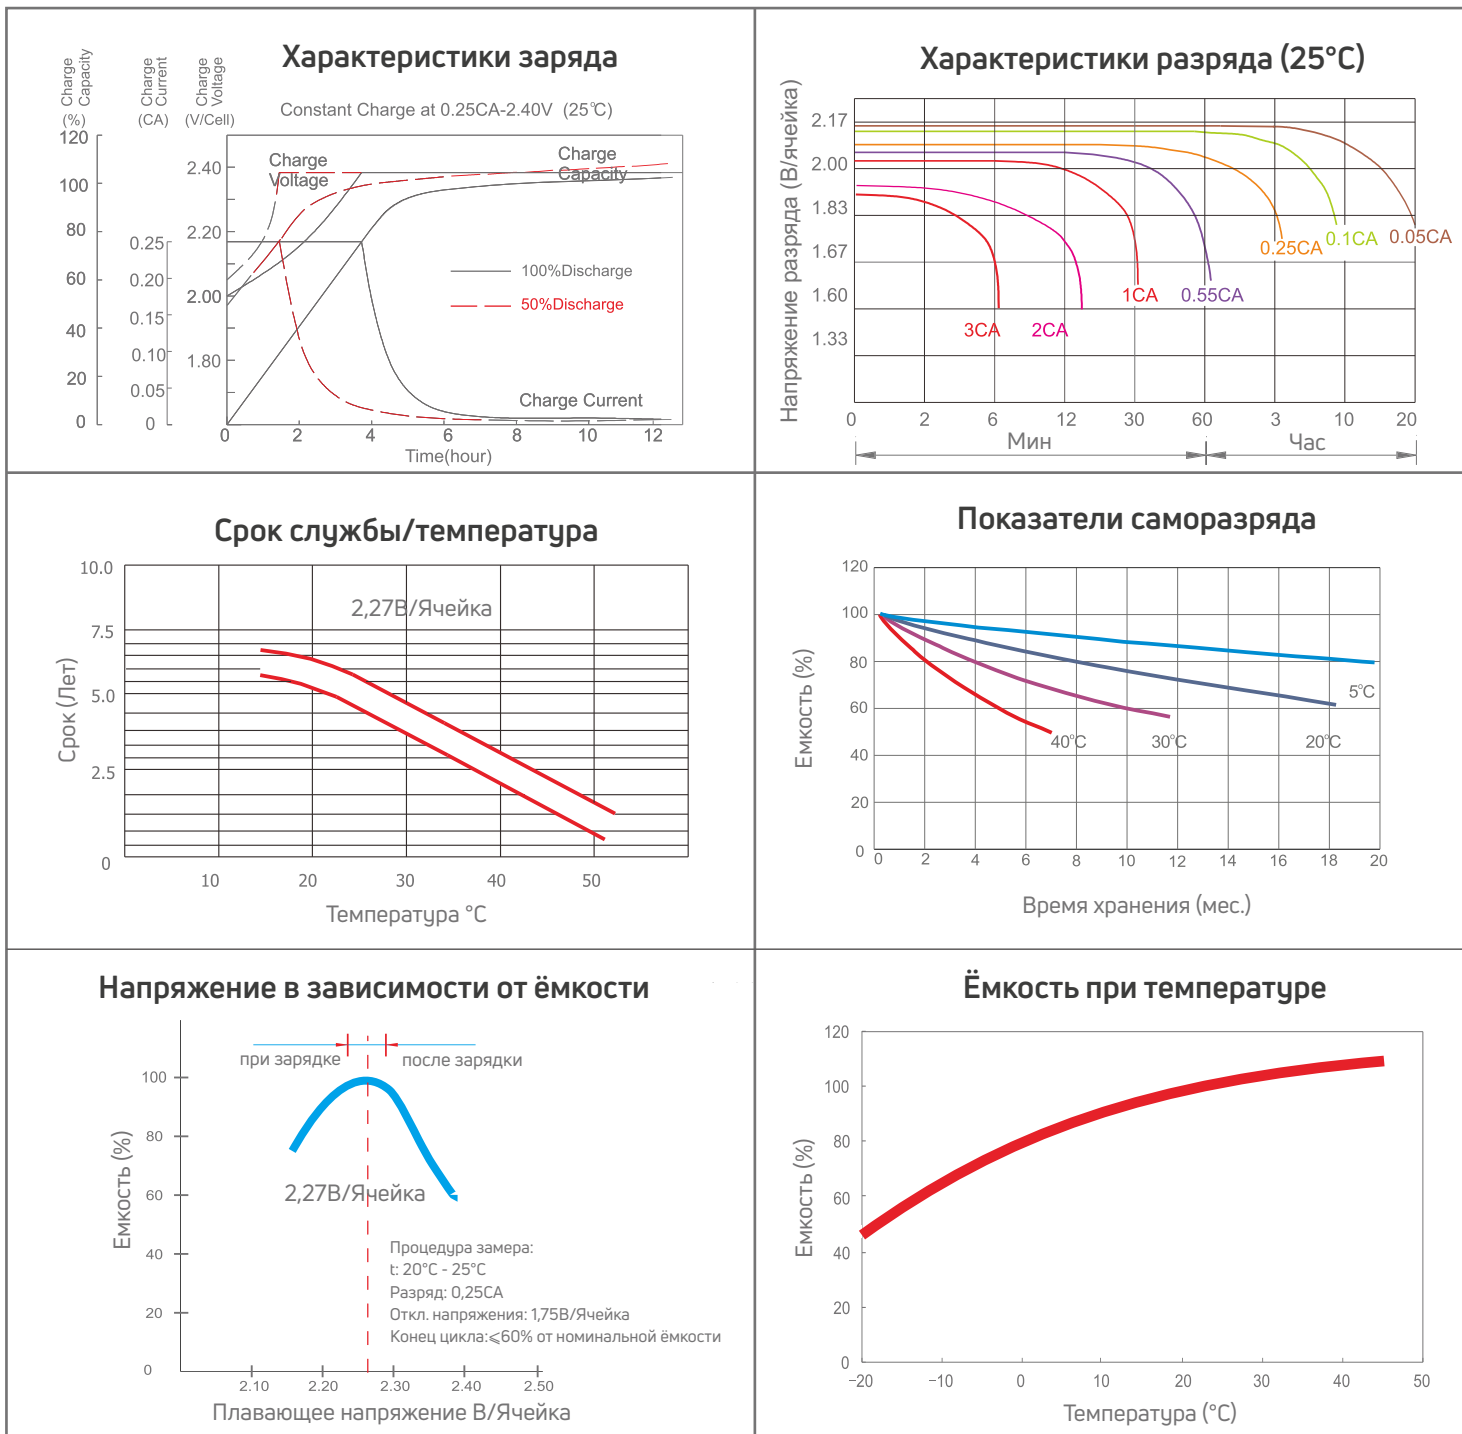 Характеристики заряда
Charge Capacity (%)
Charge Current (CA)
Charge Voltage (V/Cell)
Constant Charge at 0.25CA-2.40V (25°C)
120
100
80
60
40
20
0
0.25
0.20
0.15
0.10
0.05
0
2.40
2.20
2.00
1.80
Charge Voltage
Charge Capacity
100%Discharge
50%Discharge
Charge Current
0 2 4 6 8 10 12
Time(hour)
Характеристики разряда (25°C)
Напряжение разряда (В/ячейка)
2.17
2.00
1.83
1.67
1.60
1.33
3CA
2CA
1CA
0.55CA
0.25CA
0.1CA
0.05CA
0 2 6 12 30 60 3 10 20
Мин
Час
Срок службы/температура
Срок (Лет)
10.0
7.5
5.0
2.5
0
2,27В/Ячейка
10 20 30 40 50
Температура °C
Показатели саморазряда
Емкость (%)
120
100
80
60
40
20
0
5°C
40°C
30°C
20°C
0 2 4 6 8 10 12 14 16 18 20
Время хранения (мес.)
Напряжение в зависимости от ёмкости
при зарядке
после зарядки
Емкость (%)
100
80
60
40
20
0
2,27В/Ячейка
Процедура замера:
t: 20°C - 25°C
Разряд: 0,25СА
Откл. напряжения: 1,75В/Ячейка
Конец цикла:⩽60% от номинальной ёмкости
2.10 2.20 2.30 2.40 2.50
Плавающее напряжение В/Ячейка
Ёмкость при температуре
Емкость (%)
120
100
80
60
40
20
0
−20 −10 0 10 20 30 40 50
Температура (°C)